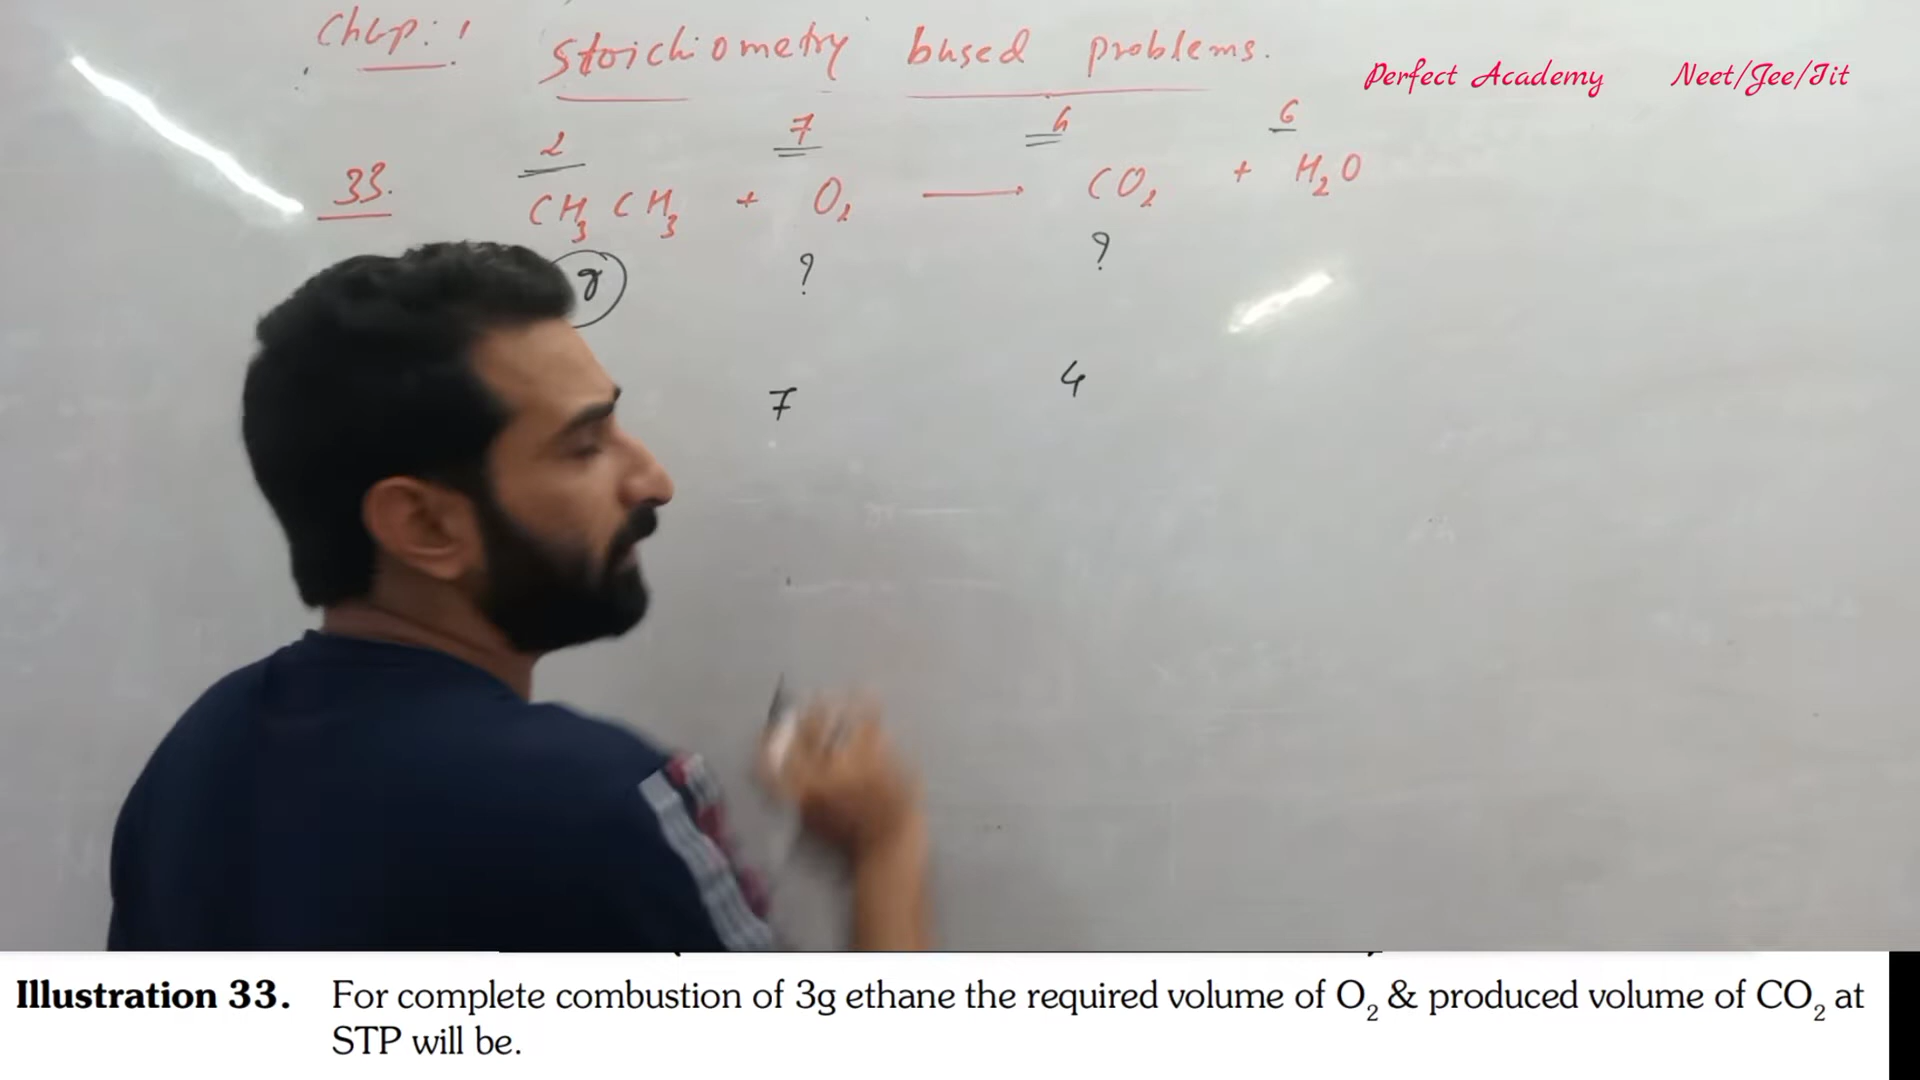 Chap: 1
Stoichiometry based problems.
Perfect Academy Neet/Jee/Iit
2 7 4 6
33. CH₃ CH₃ + O₂ ⟶ CO₂ + H₂O
g ? ?
7 4
Illustration 33. For complete combustion of 3g ethane the required volume of O₂ & produced volume of CO₂ at
STP will be.